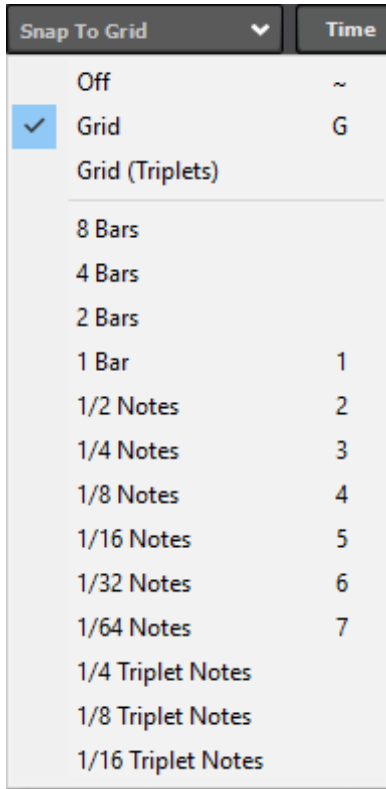 Snap To Grid Time
Off ~
Grid G
Grid (Triplets)
8 Bars
4 Bars
2 Bars
1 Bar 1
1/2 Notes 2
1/4 Notes 3
1/8 Notes 4
1/16 Notes 5
1/32 Notes 6
1/64 Notes 7
1/4 Triplet Notes
1/8 Triplet Notes
1/16 Triplet Notes